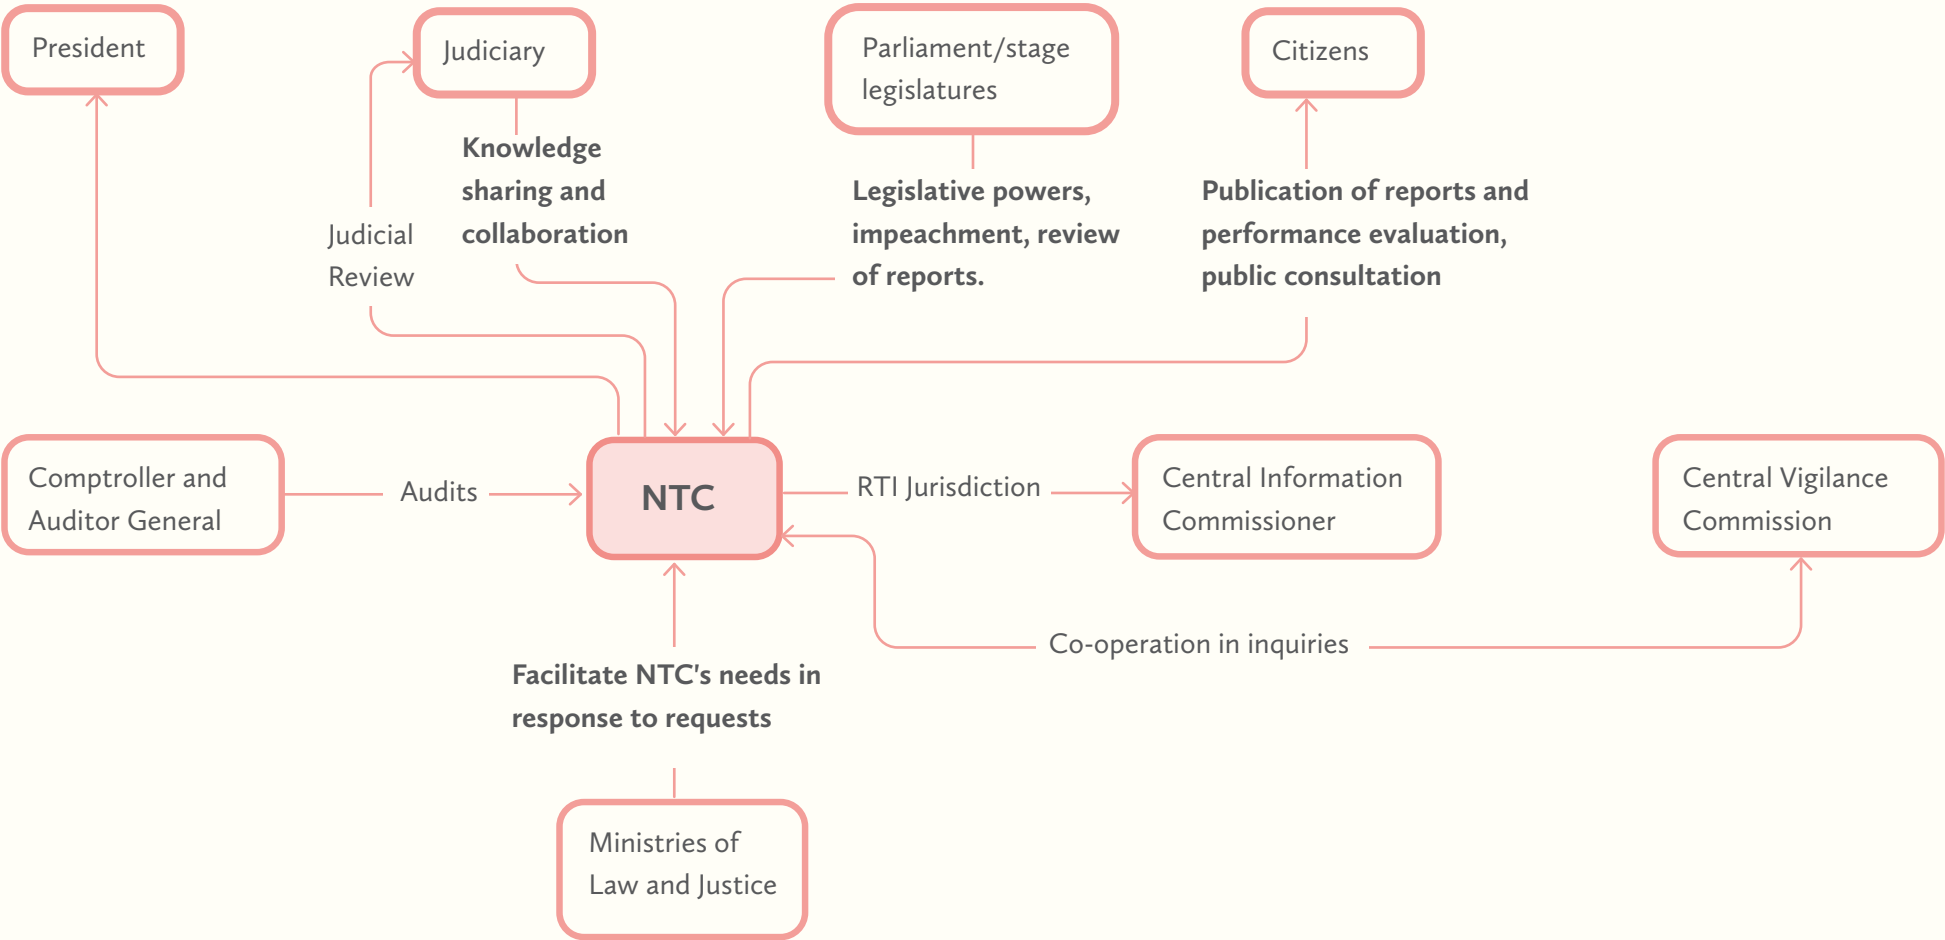 President
Judiciary
Parliament/stage
legislatures
Citizens
Knowledge
sharing and
collaboration
Judicial
Review
Legislative powers,
impeachment, review
of reports.
Publication of reports and
performance evaluation,
public consultation
Comptroller and
Auditor General
Audits
NTC
RTI Jurisdiction
Central Information
Commissioner
Central Vigilance
Commission
Co-operation in inquiries
Facilitate NTC's needs in
response to requests
Ministries of
Law and Justice